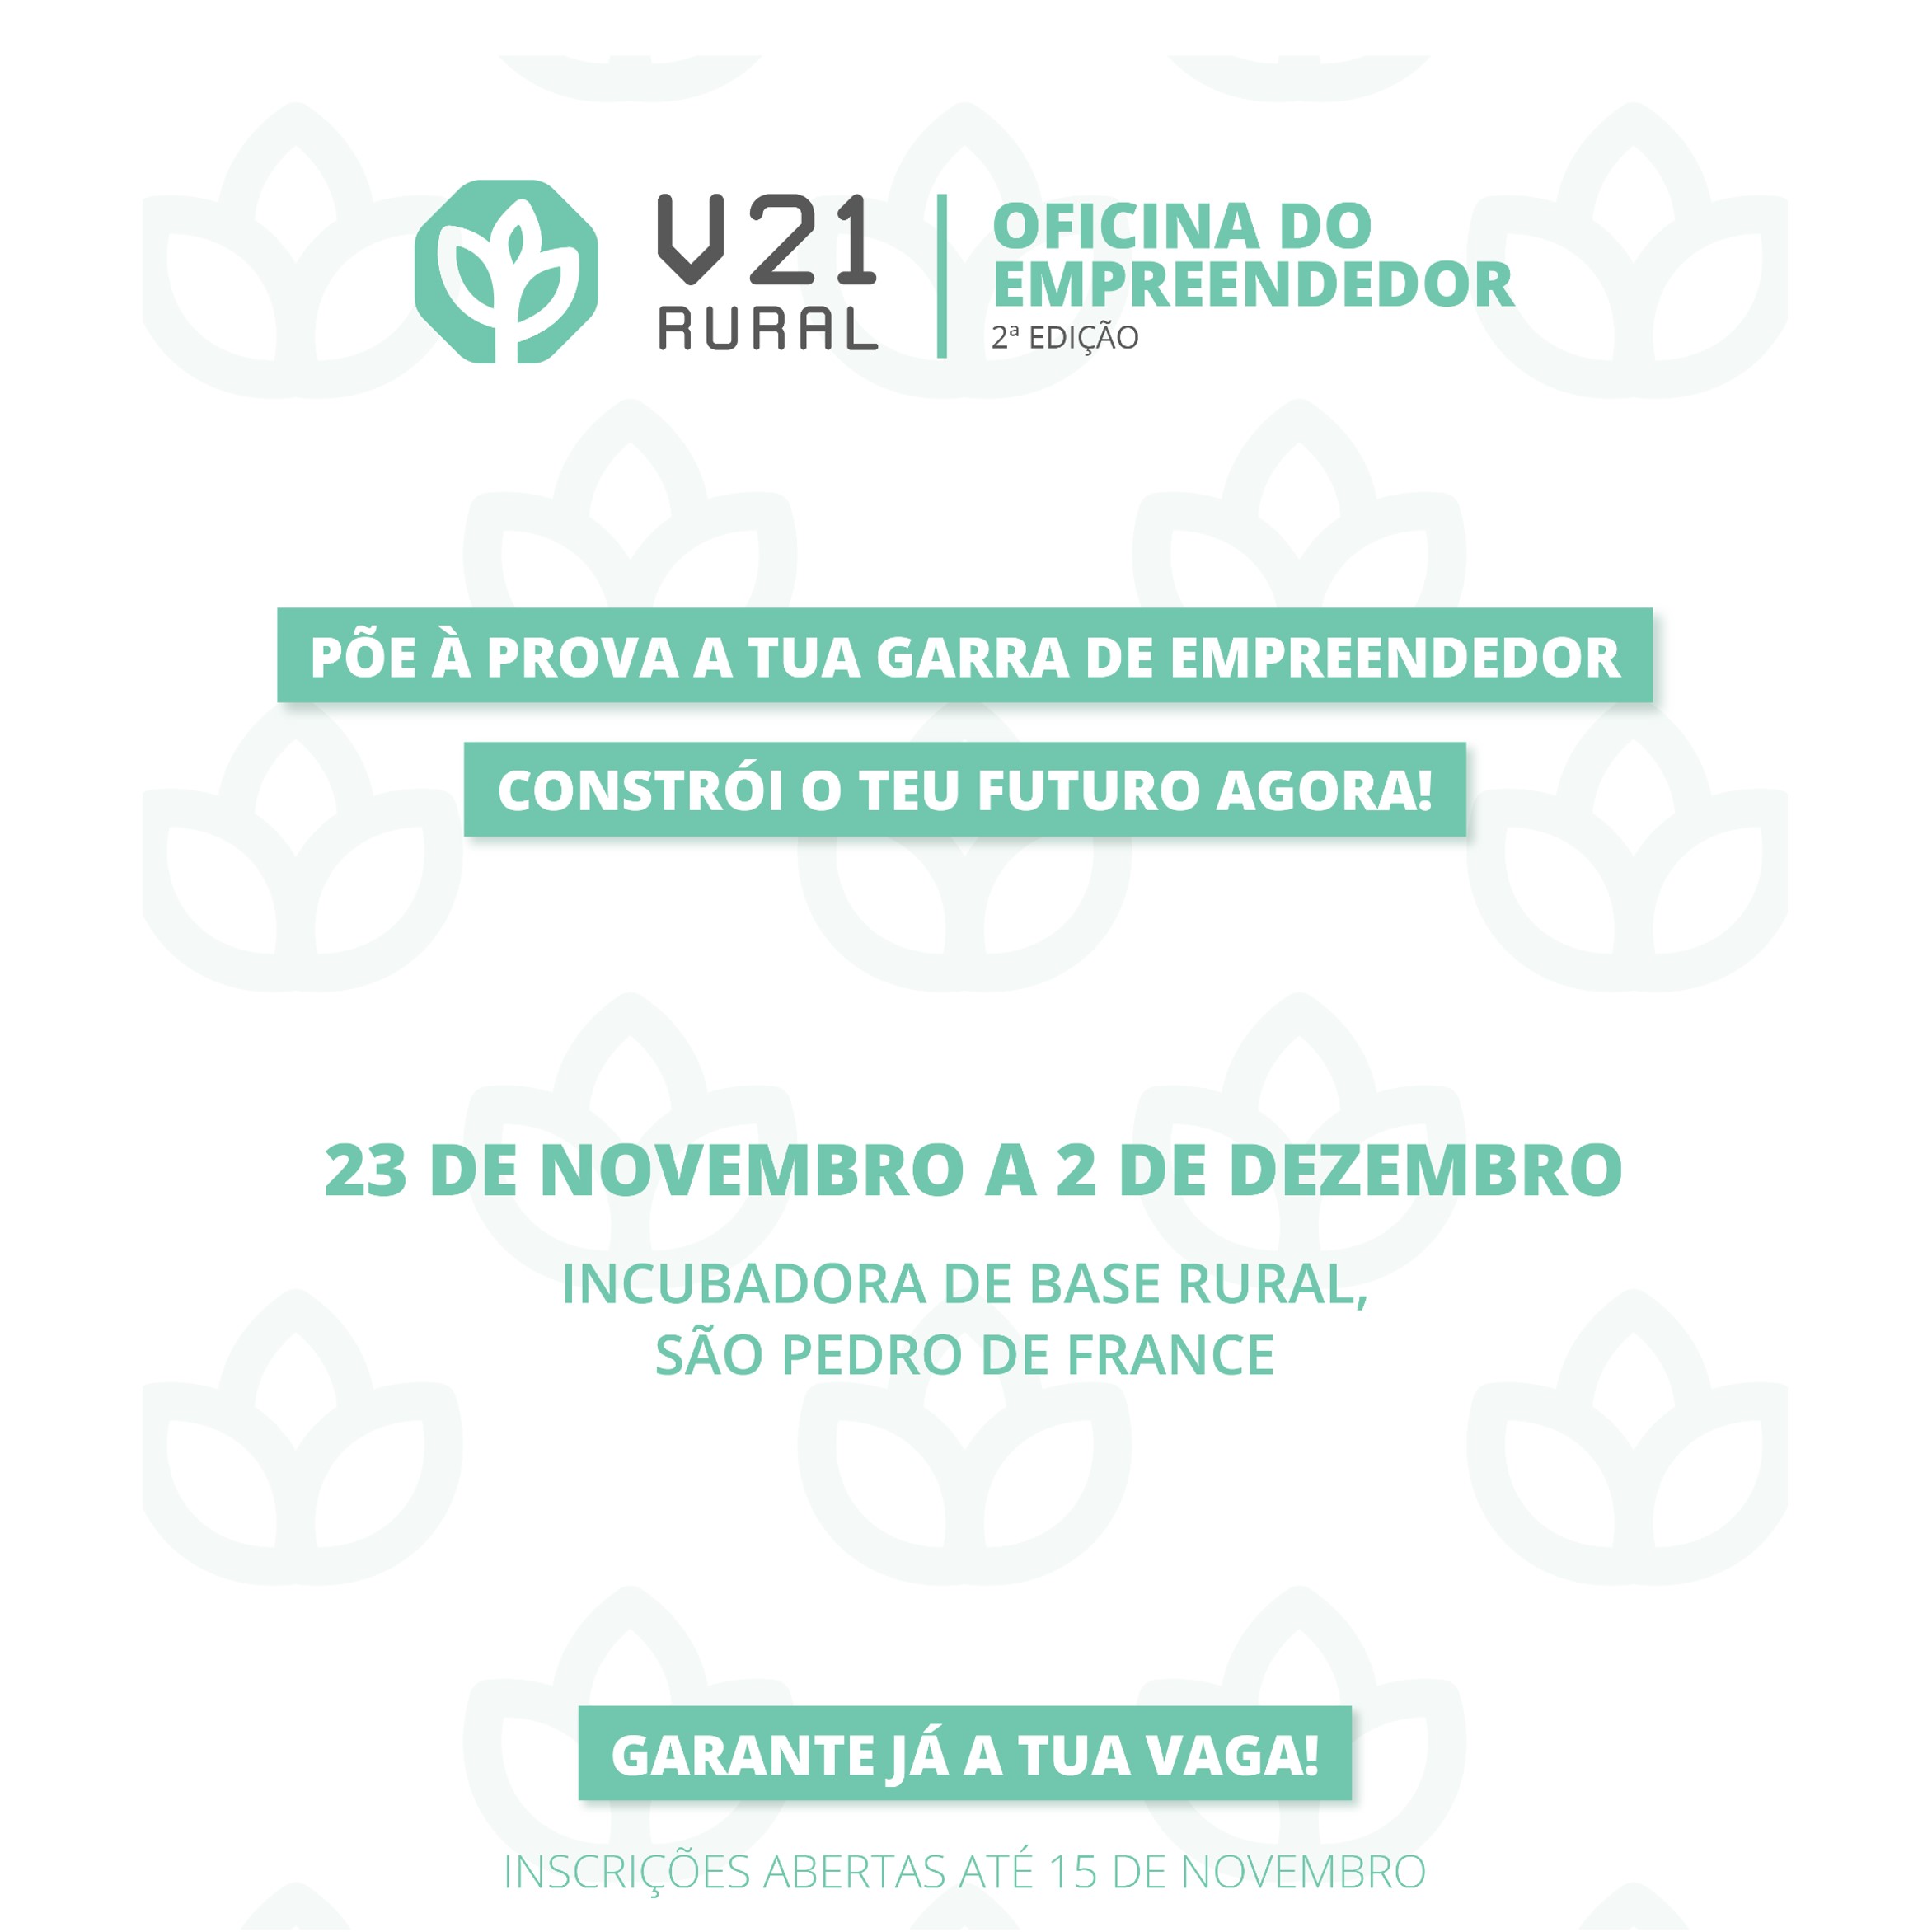 V21
RURAL
OFICINA DO
EMPREENDEDOR
2ª EDIÇÃO
PÕE À PROVA A TUA GARRA DE EMPREENDEDOR
CONSTRÓI O TEU FUTURO AGORA!
23 DE NOVEMBRO A 2 DE DEZEMBRO
INCUBADORA DE BASE RURAL,
SÃO PEDRO DE FRANCE
GARANTE JÁ A TUA VAGA!
INSCRIÇÕES ABERTAS ATÉ 15 DE NOVEMBRO